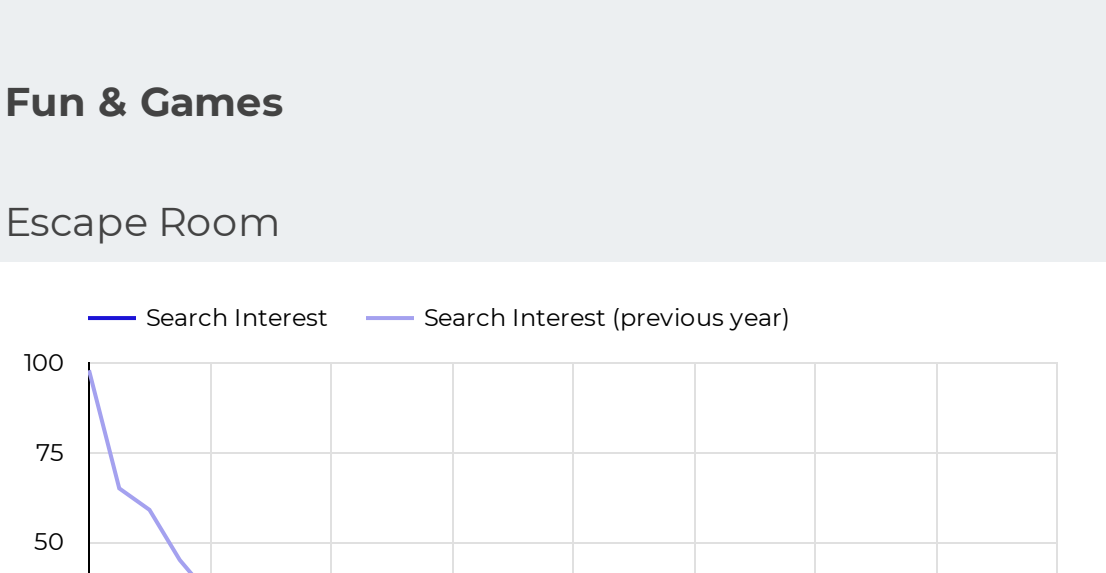 Fun & Games
Escape Room
Search Interest Search Interest (previous year)
100
75
50